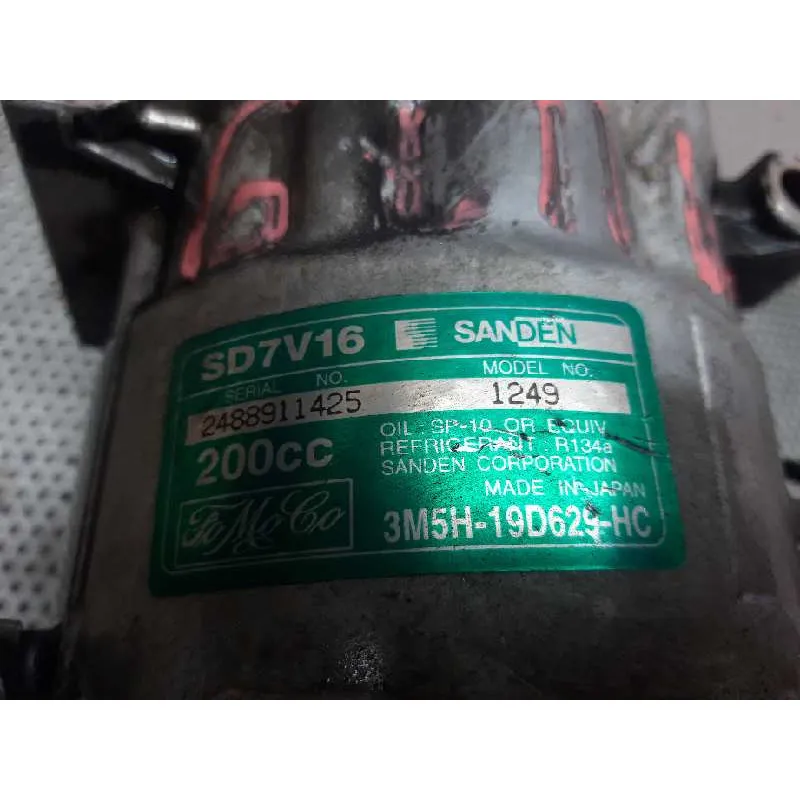 SD7V16 SANDEN
SERIAL NO. MODEL NO.
2488911425 1249
200cc
OIL SP-10 OR EQUIV.
REFRIGERANT R134a
SANDEN CORPORATION
MADE IN JAPAN
FoMoCo
3M5H-19D629-HC